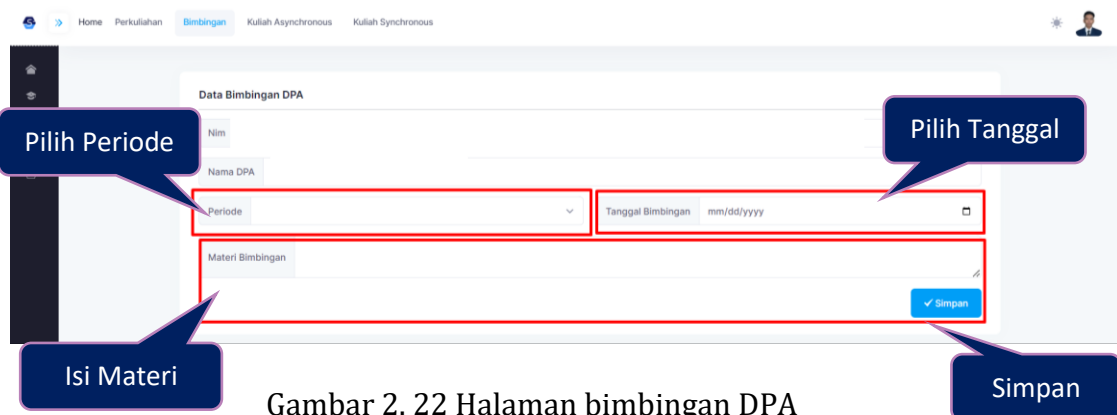 Home Perkuliahan Bimbingan Kuliah Asynchronous Kuliah Synchronous
Data Bimbingan DPA
Pilih Periode
Nim
Pilih Tanggal
Nama DPA
Periode
Tanggal Bimbingan mm/dd/yyyy
Materi Bimbingan
Simpan
Isi Materi
Simpan
Gambar 2. 22 Halaman bimbingan DPA